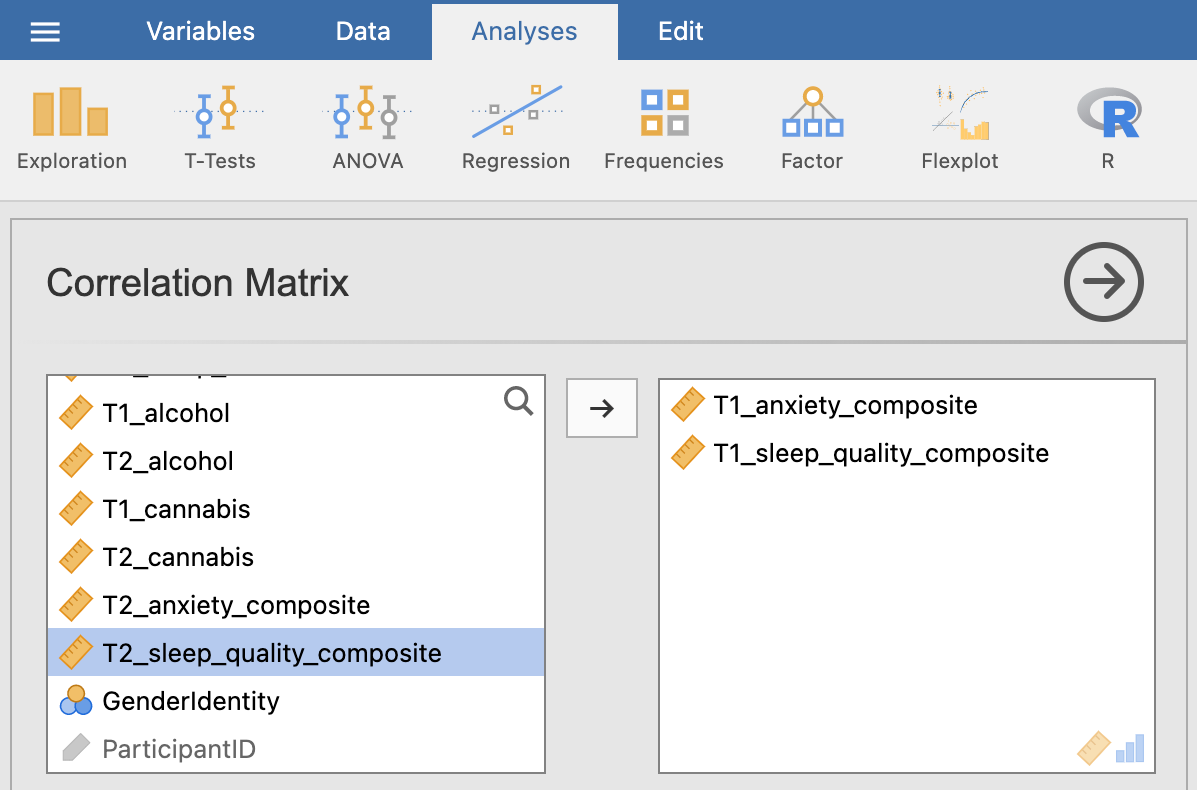 Variables Data Analyses Edit
Exploration T-Tests ANOVA Regression Frequencies Factor Flexplot R
Correlation Matrix
T1_alcohol
T2_alcohol
T1_cannabis
T2_cannabis
T2_anxiety_composite
T2_sleep_quality_composite
GenderIdentity
ParticipantID
T1_anxiety_composite
T1_sleep_quality_composite